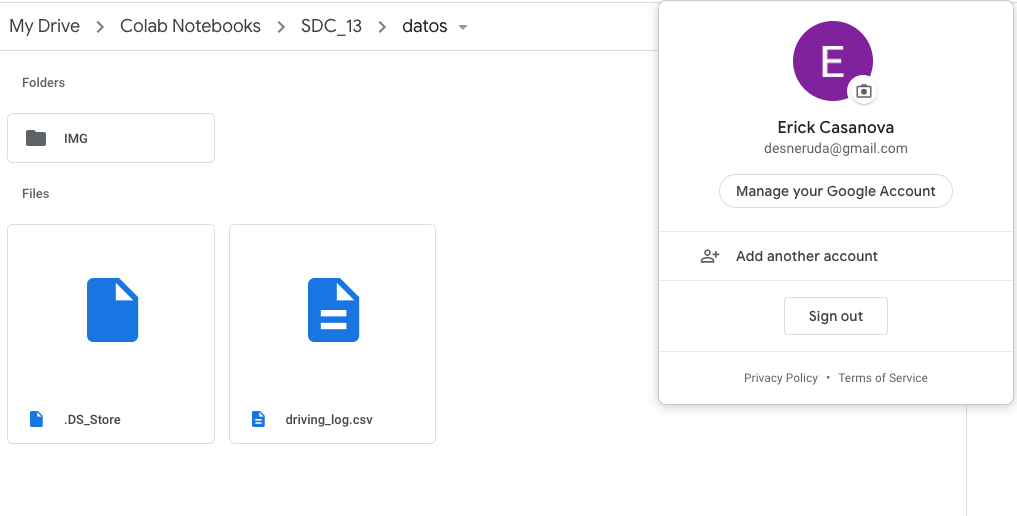 My Drive > Colab Notebooks > SDC_13 > datos
Folders
IMG
Files
.DS_Store
driving_log.csv
E
Erick Casanova
desneruda@gmail.com
Manage your Google Account
Add another account
Sign out
Privacy Policy • Terms of Service